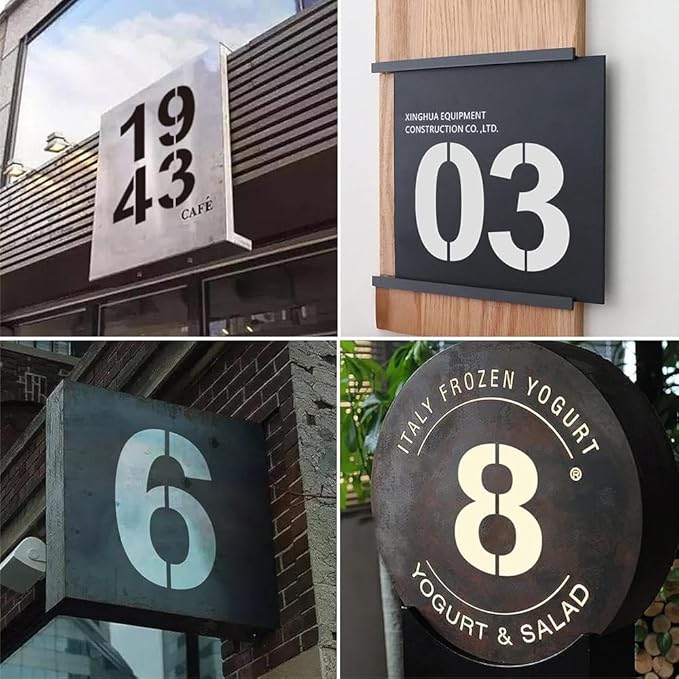 19
43
CAFÉ
XINGHUA EQUIPMENT
CONSTRUCTION CO.,LTD.
03
6
ITALY FROZEN YOGURT
8
®
YOGURT & SALAD